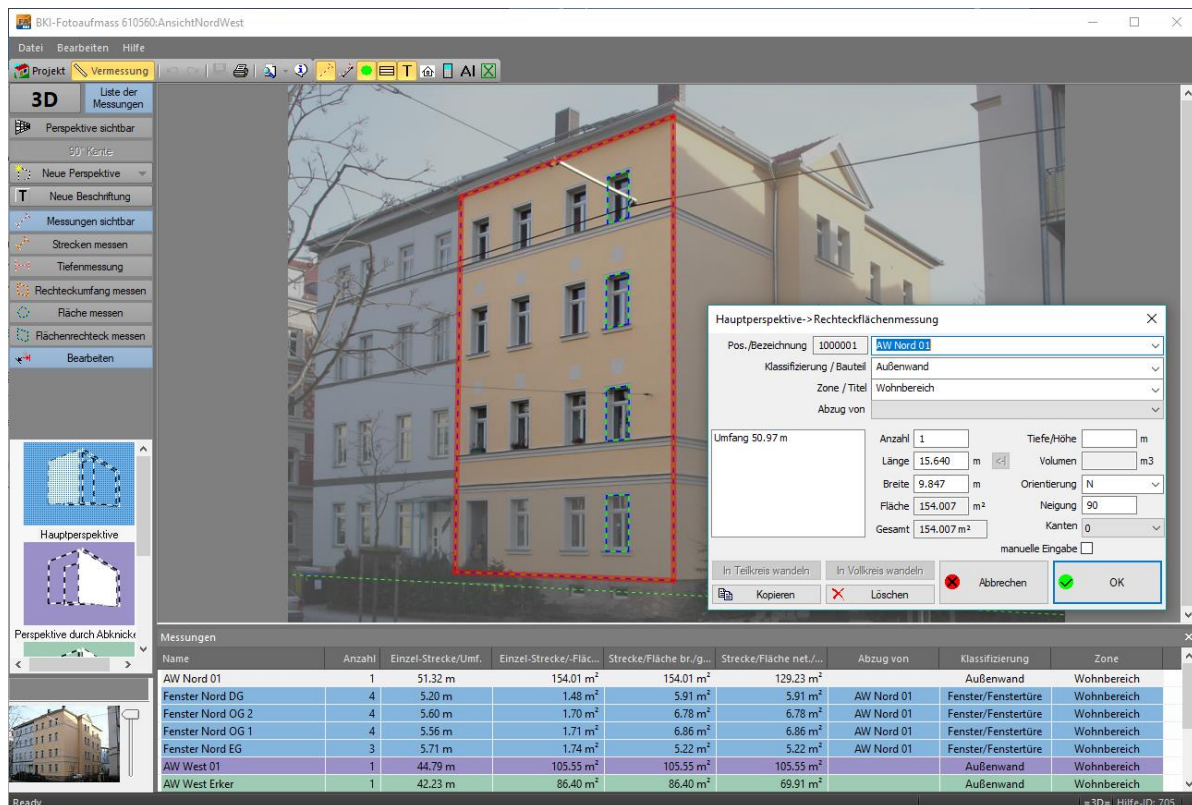 BKI-Fotoaufmass 610560:AnsichtNordWest
Datei Bearbeiten Hilfe
Projekt Vermessung T AI
3D Liste der Messungen
Perspektive sichtbar
90° Kante
Neue Perspektive
T Neue Beschriftung
Messungen sichtbar
Strecken messen
Tiefenmessung
Rechteckumfang messen
Fläche messen
Flächenrechteck messen
Bearbeiten
Hauptperspektive
Perspektive durch Abknicke
Hauptperspektive->Rechteckflächenmessung
Pos./Bezeichnung 1000001 AW Nord 01
Klassifizierung / Bauteil Außenwand
Zone / Titel Wohnbereich
Abzug von
Umfang 50.97 m
Anzahl 1 Tiefe/Höhe m
Länge 15.640 m Volumen m3
Breite 9.847 m Orientierung N
Fläche 154.007 m² Neigung 90
Gesamt 154.007 m² Kanten 0
manuelle Eingabe
In Teilkreis wandeln In Vollkreis wandeln Abbrechen OK
Kopieren Löschen
Messungen
Name Anzahl Einzel-Strecke/Umf. Einzel-Strecke/-Fläc... Strecke/Fläche br./g... Strecke/Fläche net./... Abzug von Klassifizierung Zone
AW Nord 01 1 51.32 m 154.01 m² 154.01 m² 129.23 m² Außenwand Wohnbereich
Fenster Nord DG 4 5.20 m 1.48 m² 5.91 m² 5.91 m² AW Nord 01 Fenster/Fenstertüre Wohnbereich
Fenster Nord OG 2 4 5.60 m 1.70 m² 6.78 m² 6.78 m² AW Nord 01 Fenster/Fenstertüre Wohnbereich
Fenster Nord OG 1 4 5.56 m 1.71 m² 6.86 m² 6.86 m² AW Nord 01 Fenster/Fenstertüre Wohnbereich
Fenster Nord EG 3 5.71 m 1.74 m² 5.22 m² 5.22 m² AW Nord 01 Fenster/Fenstertüre Wohnbereich
AW West 01 1 44.79 m 105.55 m² 105.55 m² 105.55 m² Außenwand Wohnbereich
AW West Erker 1 42.23 m 86.40 m² 86.40 m² 69.91 m² Außenwand Wohnbereich
Ready =3D= Hilfe-ID: 705